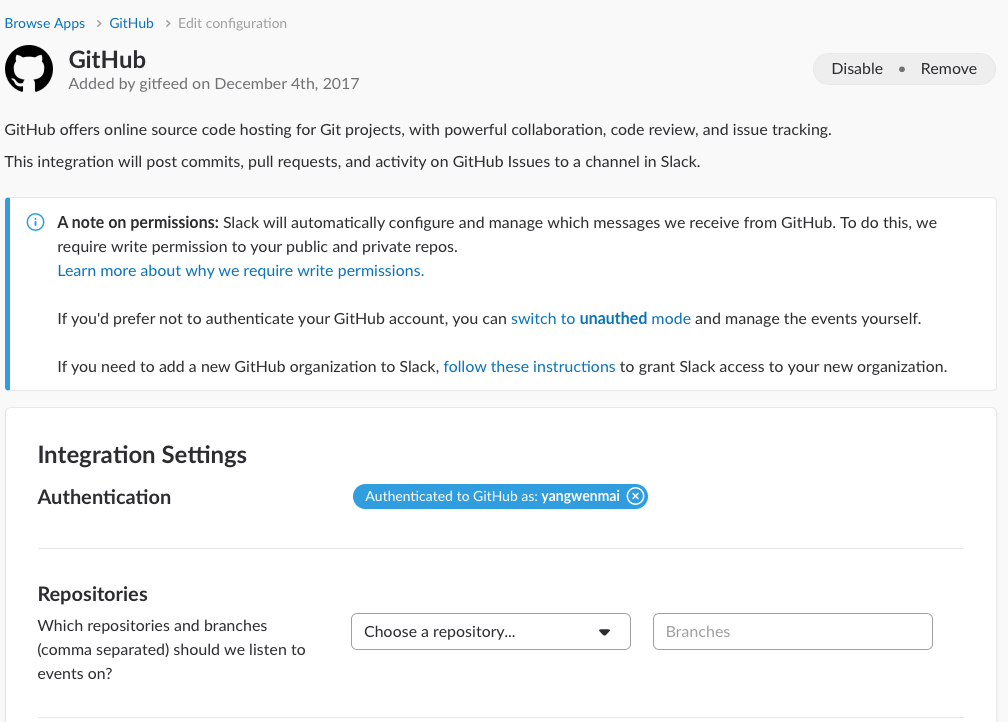 Browse Apps > GitHub > Edit configuration
GitHub
Added by gitfeed on December 4th, 2017
Disable • Remove
GitHub offers online source code hosting for Git projects, with powerful collaboration, code review, and issue tracking.
This integration will post commits, pull requests, and activity on GitHub Issues to a channel in Slack.
A note on permissions: Slack will automatically configure and manage which messages we receive from GitHub. To do this, we
require write permission to your public and private repos.
Learn more about why we require write permissions.
If you'd prefer not to authenticate your GitHub account, you can switch to unauthed mode and manage the events yourself.
If you need to add a new GitHub organization to Slack, follow these instructions to grant Slack access to your new organization.
Integration Settings
Authentication
Authenticated to GitHub as: yangwenmai
Repositories
Which repositories and branches
(comma separated) should we listen to
events on?
Choose a repository...
Branches